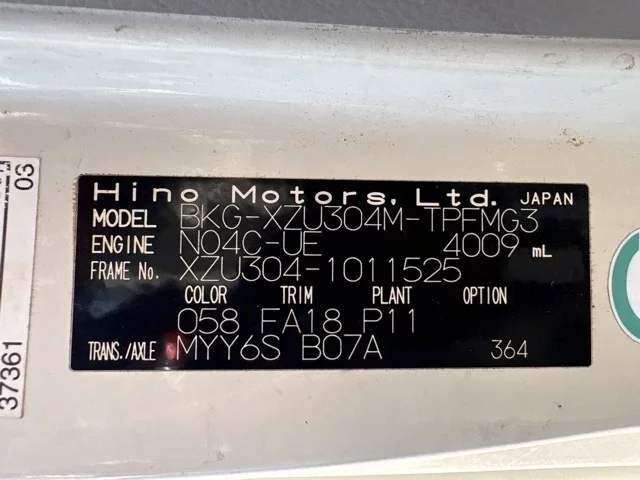 Hino Motors, Ltd. JAPAN
MODEL BKG-XZU304M-TPFMG3
ENGINE N04C-UE 4009 mL
FRAME No. XZU304-1011525
COLOR TRIM PLANT OPTION
058 FA18 P11
TRANS./AXLE MYY6S B07A 364
03
37361